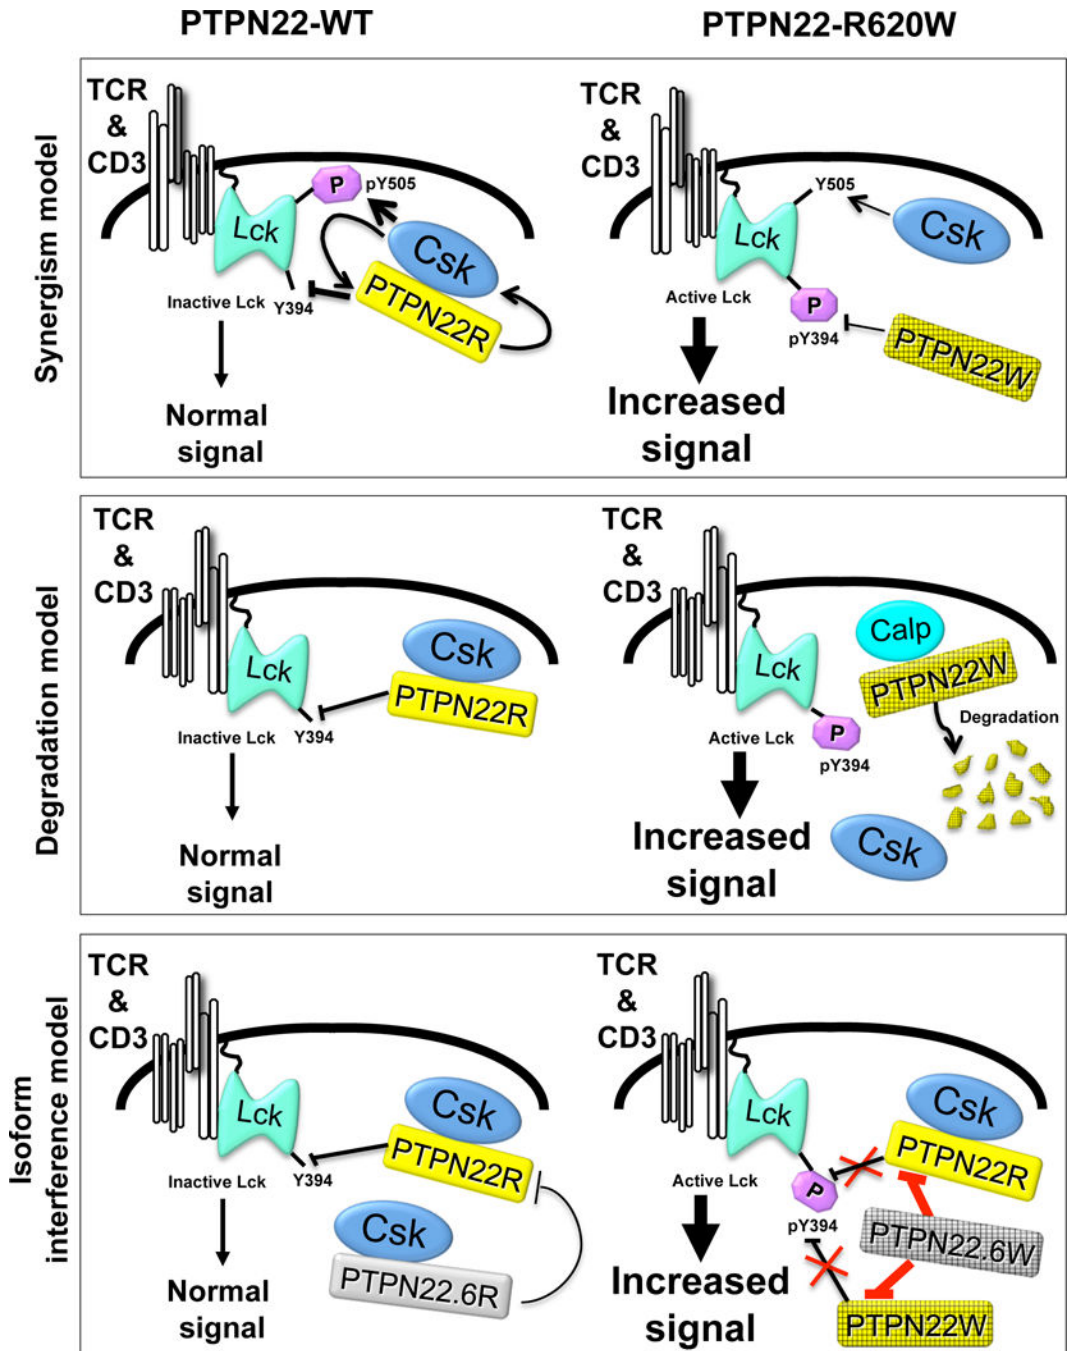 PTPN22-WT
PTPN22-R620W
Synergism model
TCR
&
CD3
Lck
P
pY505
Csk
PTPN22R
Inactive Lck
Y394
Normal
signal
TCR
&
CD3
Lck
Y505
Csk
P
pY394
PTPN22W
Active Lck
Increased
signal
Degradation model
TCR
&
CD3
Lck
Csk
PTPN22R
Inactive Lck
Y394
Normal
signal
TCR
&
CD3
Lck
Calp
PTPN22W
Degradation
P
pY394
Active Lck
Increased
signal
Csk
Isoform
interference model
TCR
&
CD3
Lck
Csk
PTPN22R
Inactive Lck
Y394
Csk
PTPN22.6R
Normal
signal
TCR
&
CD3
Lck
Csk
PTPN22R
P
pY394
Active Lck
PTPN22.6W
PTPN22W
Increased
signal